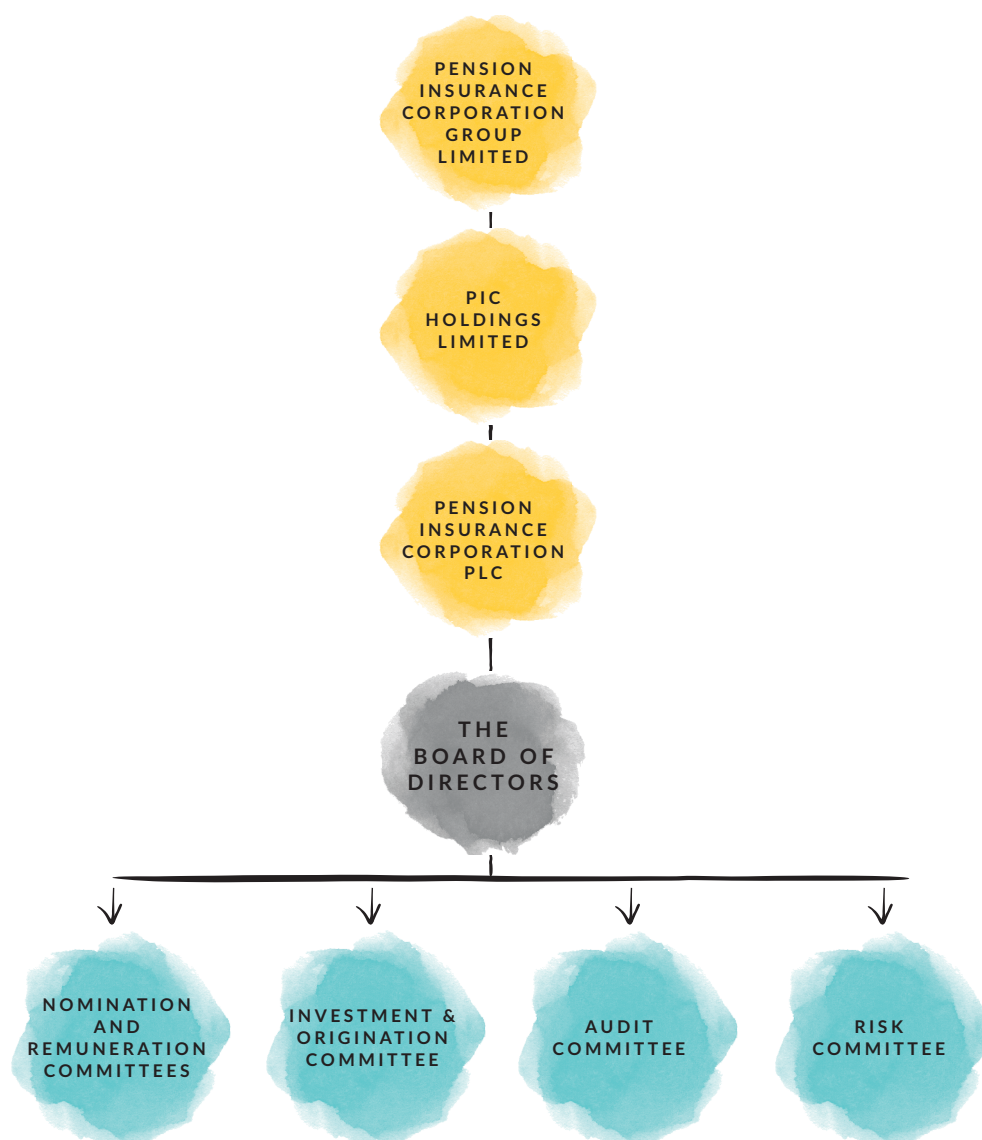 PENSION
INSURANCE
CORPORATION
GROUP
LIMITED
PIC
HOLDINGS
LIMITED
PENSION
INSURANCE
CORPORATION
PLC
THE
BOARD OF
DIRECTORS
NOMINATION
AND
REMUNERATION
COMMITTEES
INVESTMENT &
ORIGINATION
COMMITTEE
AUDIT
COMMITTEE
RISK
COMMITTEE